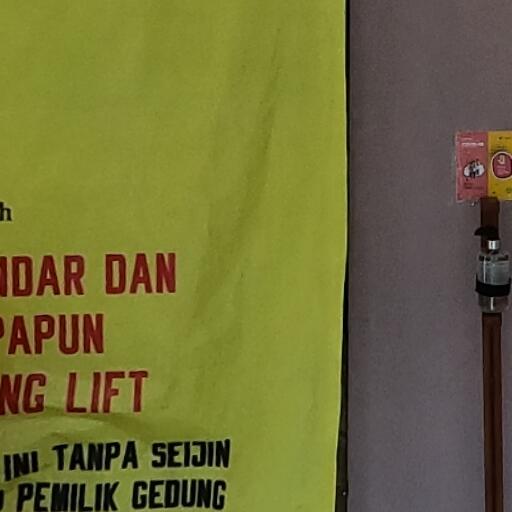 h
NDAR DAN
PAPUN
NG LIFT
INI TANPA SEIJIN
PEMILIK GEDUNG